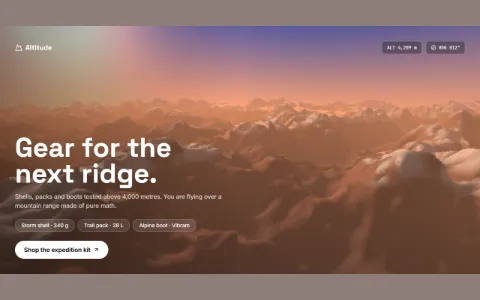 Altitude
ALT 4,209 m
HDG 012°
Gear for the
next ridge.
Shells, packs and boots tested above 4,000 metres. You are flying over a
mountain range made of pure math.
Storm shell · 340 g
Trail pack · 28 L
Alpine boot · Vibram
Shop the expedition kit ↗